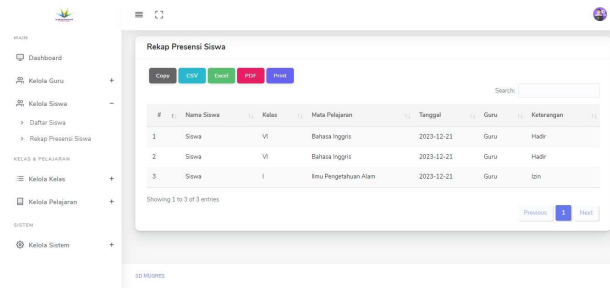 MAIN
Dashboard
Kelola Guru +
Kelola Siswa −
> Daftar Siswa
> Rekap Presensi Siswa
KELAS & PELAJARAN
Kelola Kelas +
Kelola Pelajaran +
SISTEM
Kelola Sistem +
Rekap Presensi Siswa
Copy CSV Excel PDF Print
Search:
# Nama Siswa Kelas Mata Pelajaran Tanggal Guru Keterangan
1 Siswa VI Bahasa Inggris 2023-12-21 Guru Hadir
2 Siswa VI Bahasa Inggris 2023-12-21 Guru Hadir
3 Siswa I Ilmu Pengetahuan Alam 2023-12-21 Guru Izin
Showing 1 to 3 of 3 entries
Previous 1 Next
SD MUGRES